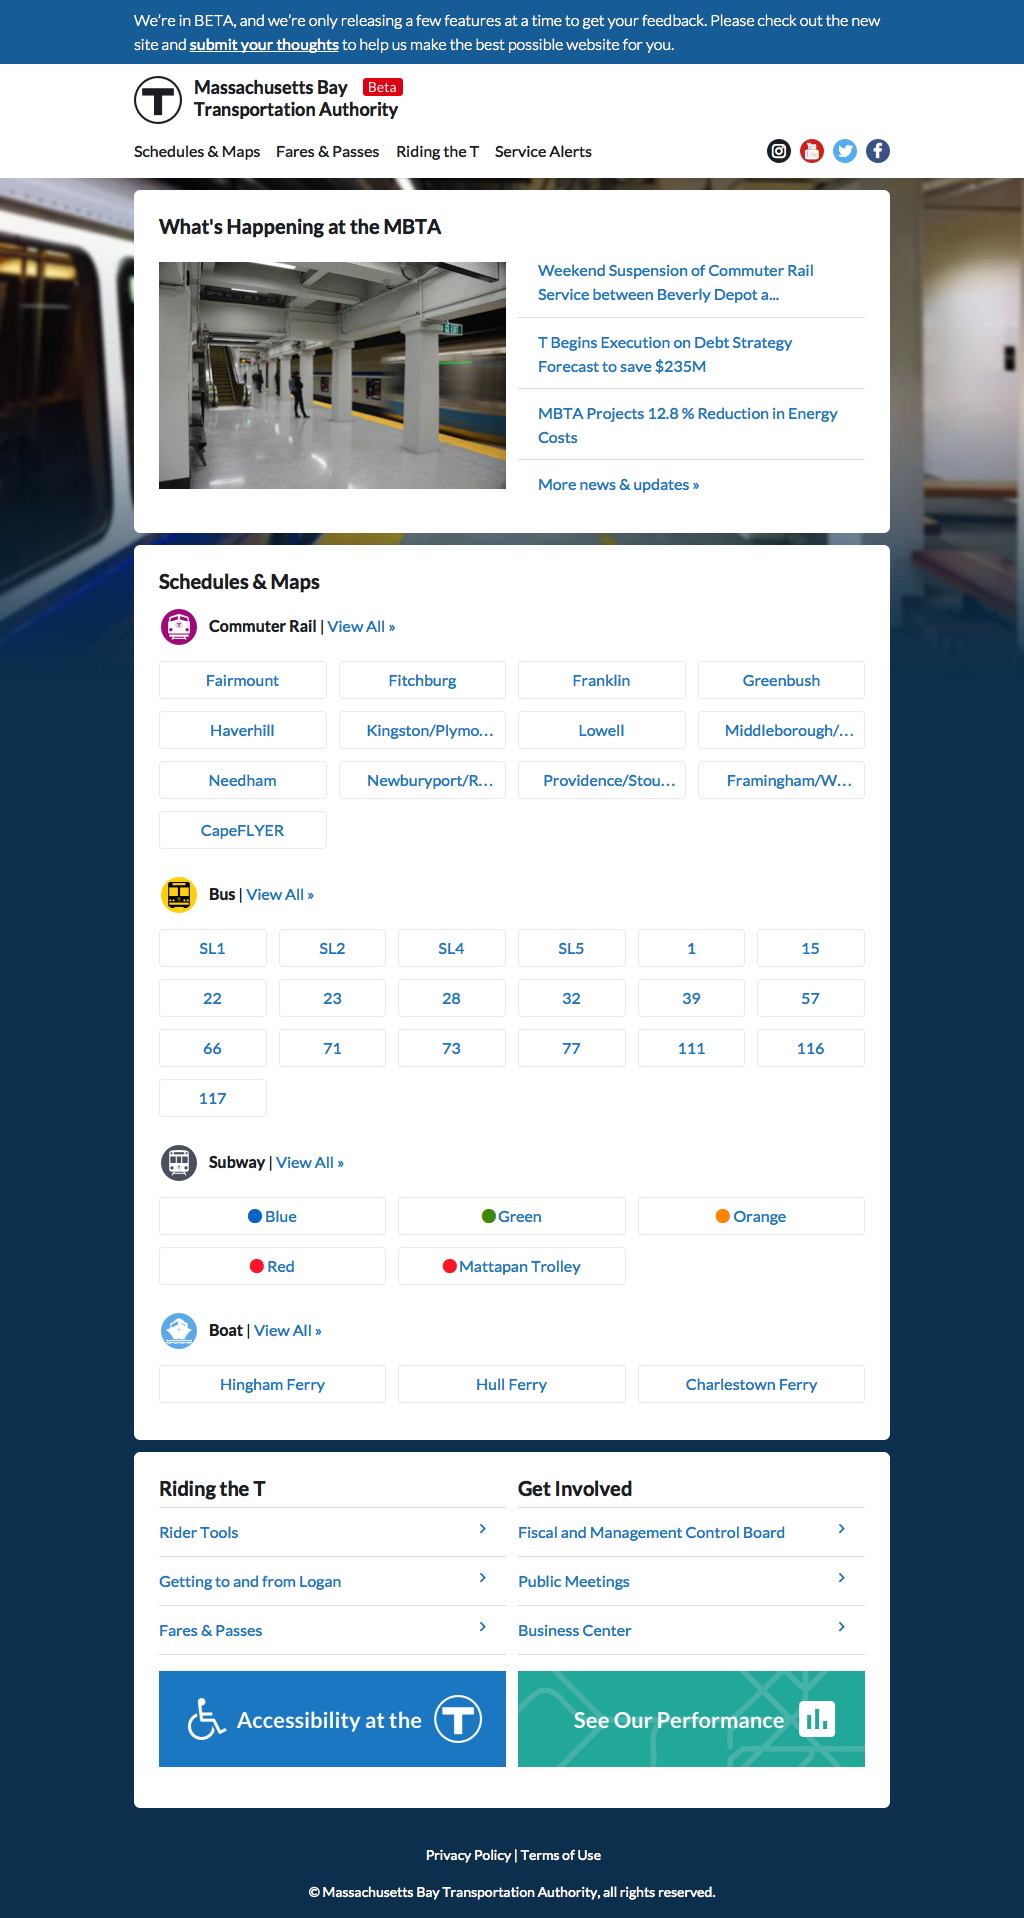 We’re in BETA, and we’re only releasing a few features at a time to get your feedback. Please check out the new
site and submit your thoughts to help us make the best possible website for you.
T
Massachusetts Bay Beta
Transportation Authority
Schedules & Maps Fares & Passes Riding the T Service Alerts
What's Happening at the MBTA
Weekend Suspension of Commuter Rail
Service between Beverly Depot a...
T Begins Execution on Debt Strategy
Forecast to save $235M
MBTA Projects 12.8 % Reduction in Energy
Costs
More news & updates »
Schedules & Maps
Commuter Rail | View All »
Fairmount Fitchburg Franklin Greenbush
Haverhill Kingston/Plymo... Lowell Middleborough/...
Needham Newburyport/R... Providence/Stou... Framingham/W...
CapeFLYER
Bus | View All »
SL1 SL2 SL4 SL5 1 15
22 23 28 32 39 57
66 71 73 77 111 116
117
Subway | View All »
Blue Green Orange
Red Mattapan Trolley
Boat | View All »
Hingham Ferry Hull Ferry Charlestown Ferry
Riding the T
Rider Tools
Getting to and from Logan
Fares & Passes
Accessibility at the T
Get Involved
Fiscal and Management Control Board
Public Meetings
Business Center
See Our Performance
Privacy Policy | Terms of Use
© Massachusetts Bay Transportation Authority, all rights reserved.